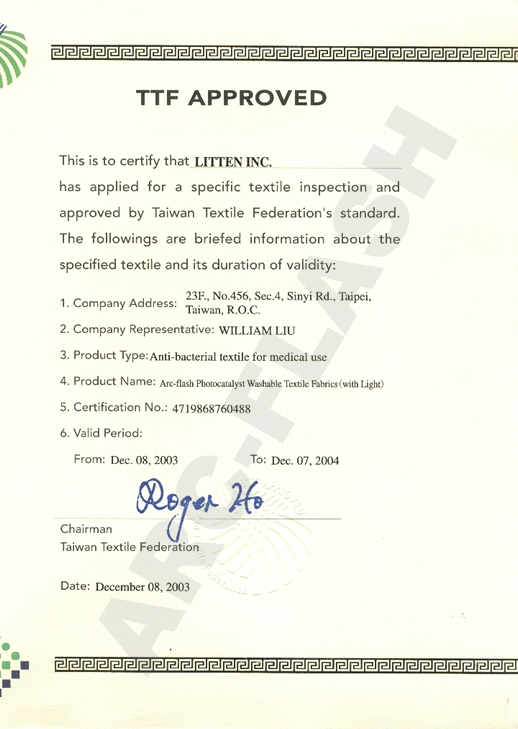 TTF APPROVED
This is to certify that LITTEN INC.
has applied for a specific textile inspection and
approved by Taiwan Textile Federation's standard.
The followings are briefed information about the
specified textile and its duration of validity:
1. Company Address: 23F., No.456, Sec.4, Sinyi Rd., Taipei,
Taiwan, R.O.C.
2. Company Representative: WILLIAM LIU
3. Product Type: Anti-bacterial textile for medical use
4. Product Name: Arc-flash Photocatalyst Washable Textile Fabrics(with Light)
5. Certification No.: 4719868760488
6. Valid Period:
From: Dec. 08, 2003 To: Dec. 07, 2004
Roger Ho
Chairman
Taiwan Textile Federation
Date: December 08, 2003
ARC-FLASH